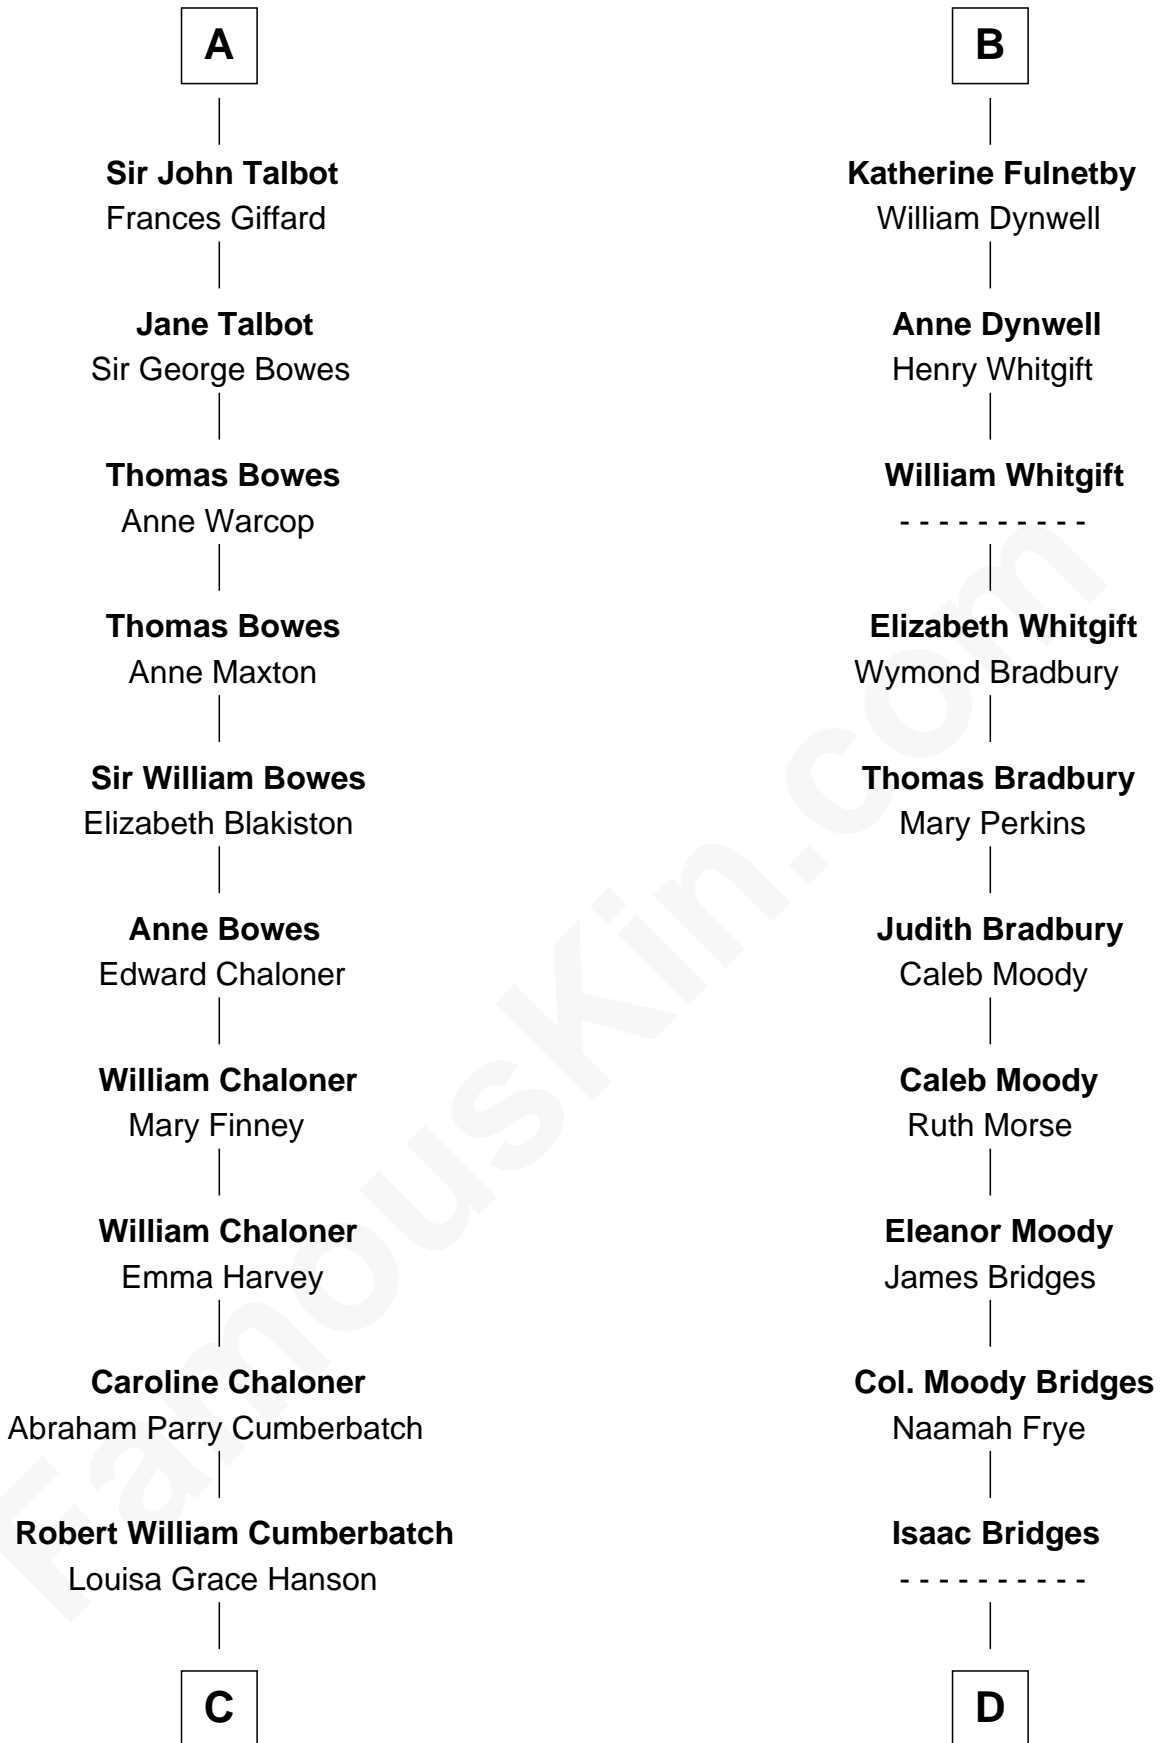 A
Sir John Talbot
Frances Giffard
Jane Talbot
Sir George Bowes
Thomas Bowes
Anne Warcop
Thomas Bowes
Anne Maxton
Sir William Bowes
Elizabeth Blakiston
Anne Bowes
Edward Chaloner
William Chaloner
Mary Finney
William Chaloner
Emma Harvey
Caroline Chaloner
Abraham Parry Cumberbatch
Robert William Cumberbatch
Louisa Grace Hanson
C
B
Katherine Fulnetby
William Dynwell
Anne Dynwell
Henry Whitgift
William Whitgift
- - - - - - - - - -
Elizabeth Whitgift
Wymond Bradbury
Thomas Bradbury
Mary Perkins
Judith Bradbury
Caleb Moody
Caleb Moody
Ruth Morse
Eleanor Moody
James Bridges
Col. Moody Bridges
Naamah Frye
Isaac Bridges
- - - - - - - - - -
D
FamousKin.com